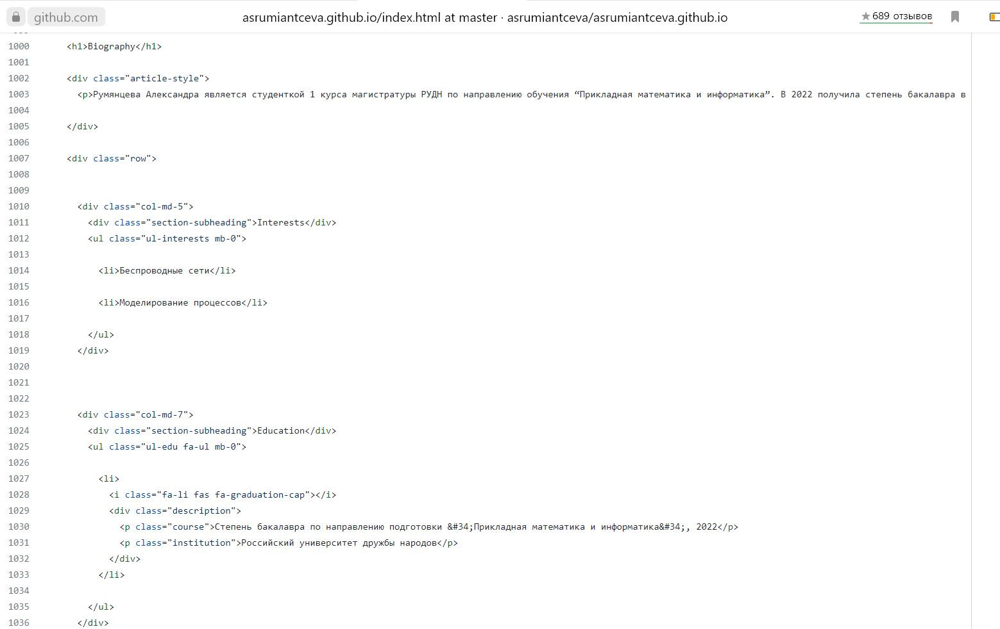 github.com
asrumiantceva.github.io/index.html at master · asrumiantceva/asrumiantceva.github.io
★ 689 отзывов
1000 <h1>Biography</h1>
1001
1002 <div class="article-style">
1003 <p>Румянцева Александра является студенткой 1 курса магистратуры РУДН по направлению обучения “Прикладная математика и информатика”. В 2022 получила степень бакалавра в
1004
1005 </div>
1006
1007 <div class="row">
1008
1009
1010 <div class="col-md-5">
1011 <div class="section-subheading">Interests</div>
1012 <ul class="ul-interests mb-0">
1013
1014 <li>Беспроводные сети</li>
1015
1016 <li>Моделирование процессов</li>
1017
1018 </ul>
1019 </div>
1020
1021
1022
1023 <div class="col-md-7">
1024 <div class="section-subheading">Education</div>
1025 <ul class="ul-edu fa-ul mb-0">
1026
1027 <li>
1028 <i class="fa-li fas fa-graduation-cap"></i>
1029 <div class="description">
1030 <p class="course">Степень бакалавра по направлению подготовки &#34;Прикладная математика и информатика&#34;, 2022</p>
1031 <p class="institution">Российский университет дружбы народов</p>
1032 </div>
1033 </li>
1034
1035 </ul>
1036 </div>